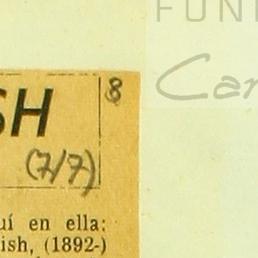 FUN
Car
8
SH
(7/7)
uí en ella:
ish, (1892-)